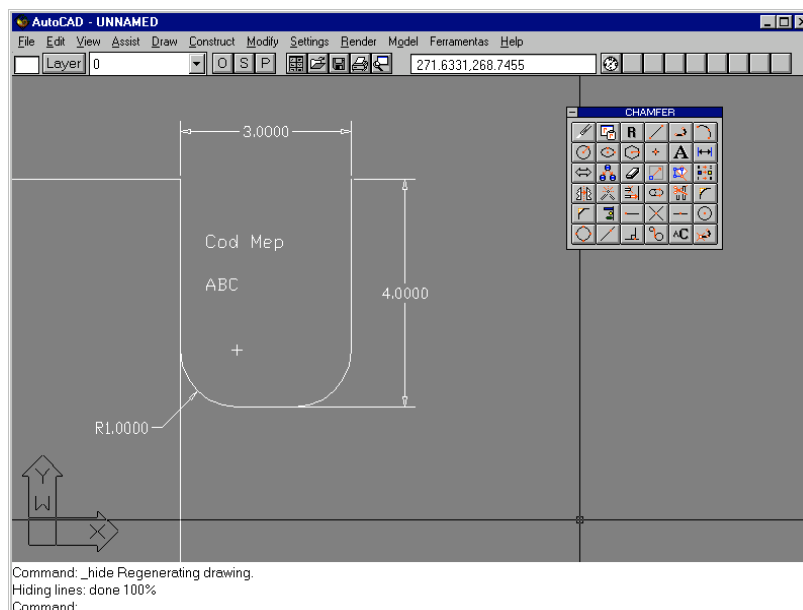 AutoCAD - UNNAMED
File Edit View Assist Draw Construct Modify Settings Render Model Ferramentas Help
Layer 0 O S P 271.6331,268.7455
CHAMFER
R
A
AC
3.0000
Cod Mep
ABC
4.0000
R1.0000
Y
W
X
Command: _hide Regenerating drawing.
Hiding lines: done 100%
Command: